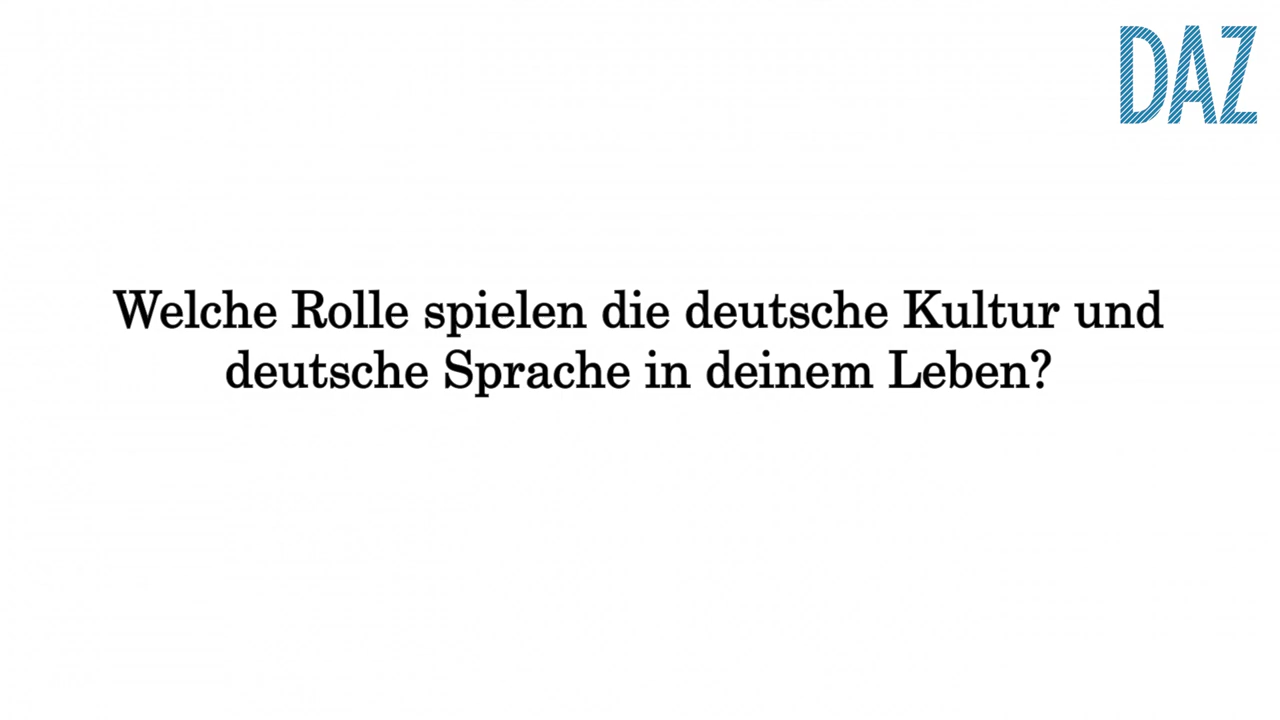 DAZ
Welche Rolle spielen die deutsche Kultur und
deutsche Sprache in deinem Leben?